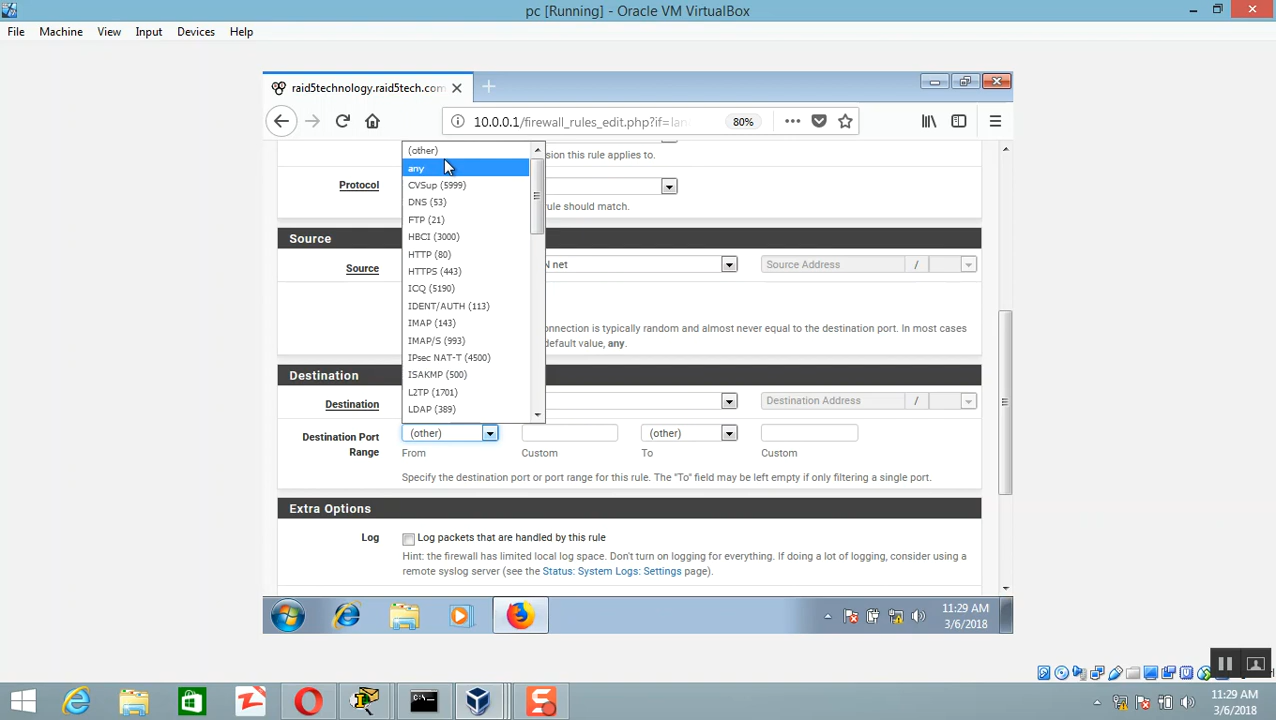 pc [Running] - Oracle VM VirtualBox
File Machine View Input Devices Help
raid5technology.raid5tech.com
10.0.0.1/firewall_rules_edit.php?if=lan
80%
(other)
any
CVSup (5999)
DNS (53)
FTP (21)
HBCI (3000)
HTTP (80)
HTTPS (443)
ICQ (5190)
IDENT/AUTH (113)
IMAP (143)
IMAP/S (993)
IPsec NAT-T (4500)
ISAKMP (500)
L2TP (1701)
LDAP (389)
sion this rule applies to.
Protocol
rule should match.
Source
Source
N net
Source Address /
onnection is typically random and almost never equal to the destination port. In most cases
default value, any.
Destination
Destination
Destination Address /
Destination Port Range
(other)
(other)
From Custom To Custom
Specify the destination port or port range for this rule. The "To" field may be left empty if only filtering a single port.
Extra Options
Log
Log packets that are handled by this rule
Hint: the firewall has limited local log space. Don't turn on logging for everything. If doing a lot of logging, consider using a
remote syslog server (see the Status: System Logs: Settings page).
11:29 AM
3/6/2018
11:29 AM
3/6/2018